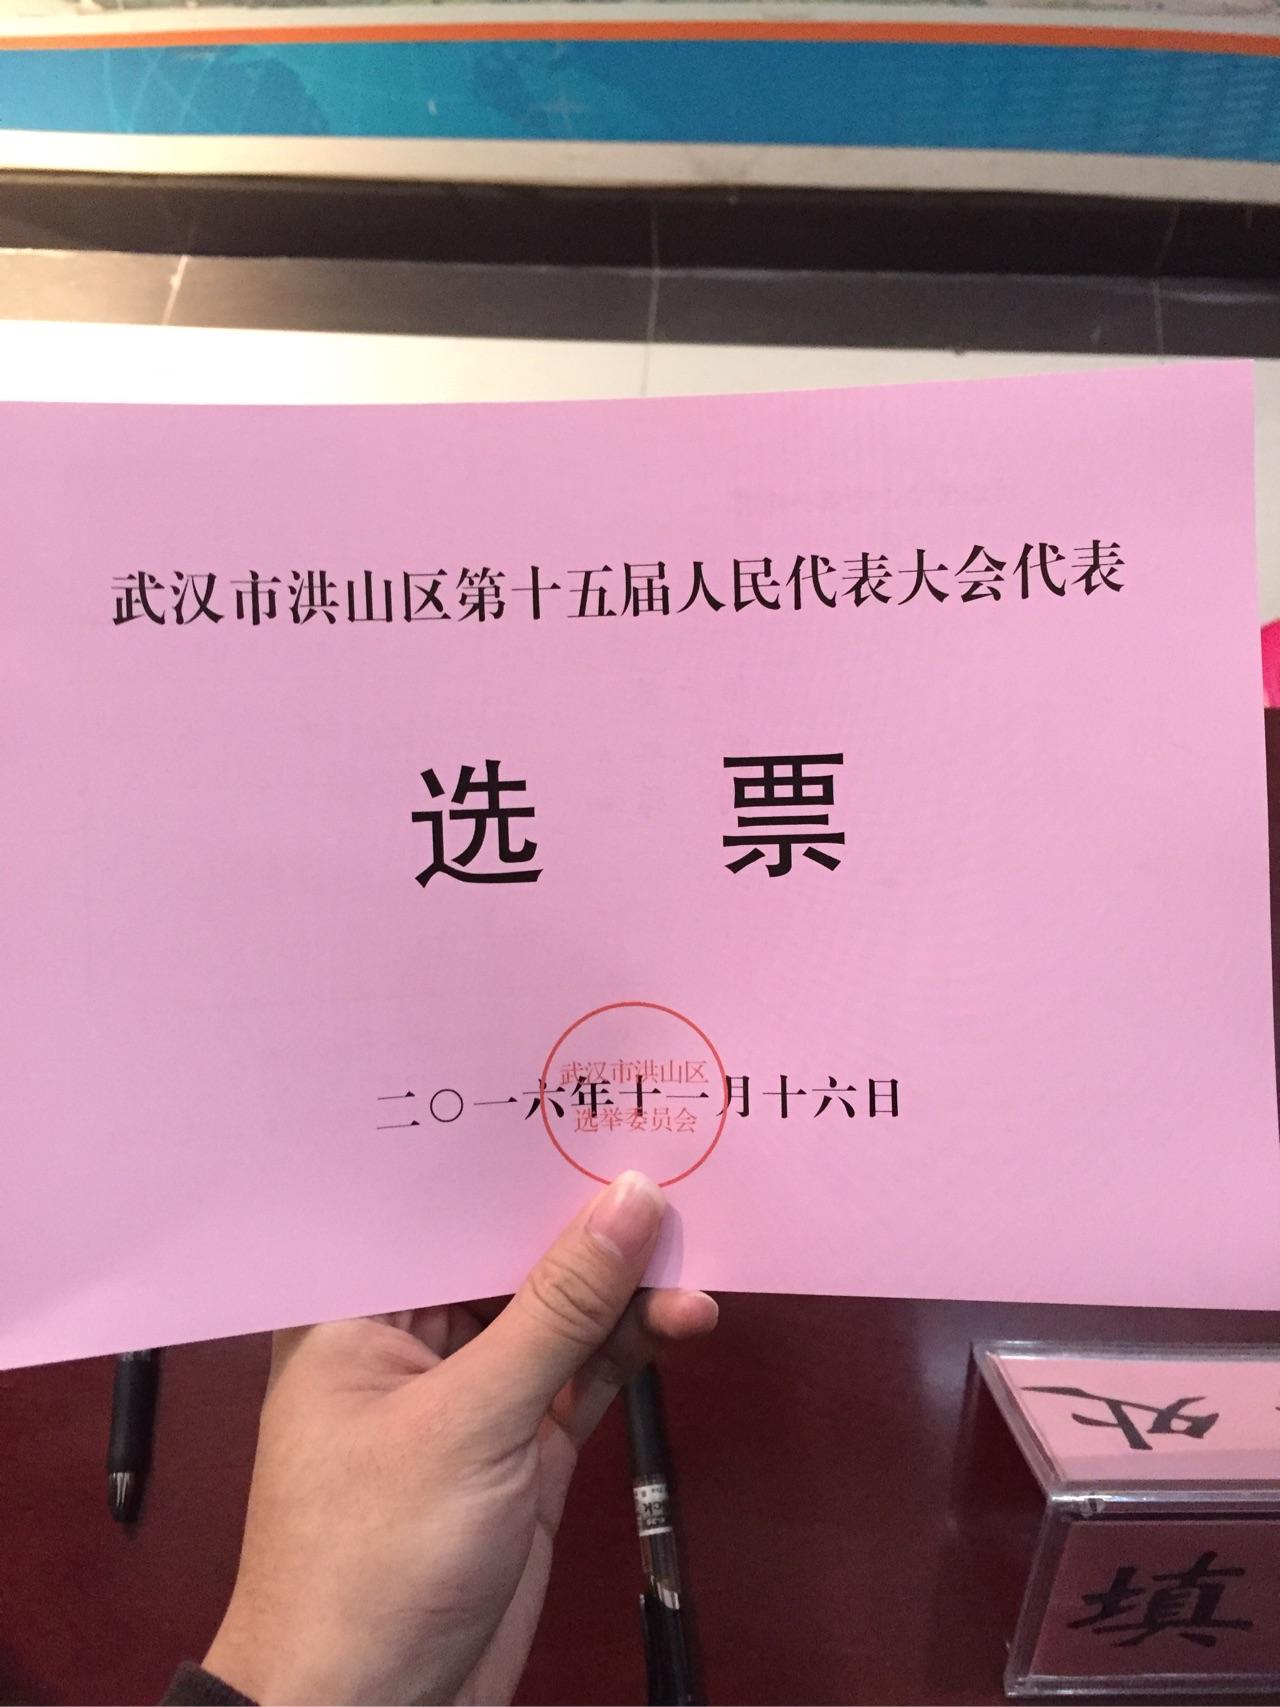 武汉市洪山区第十五届人民代表大会代表
选 票
武汉市洪山区
二〇一六年十一月十六日
选举委员会
处
填